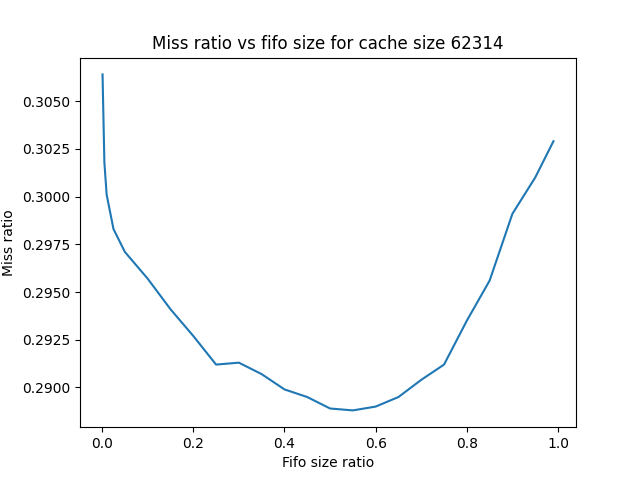 Miss ratio vs fifo size for cache size 62314
Miss ratio
0.3050
0.3025
0.3000
0.2975
0.2950
0.2925
0.2900
0.0 0.2 0.4 0.6 0.8 1.0
Fifo size ratio